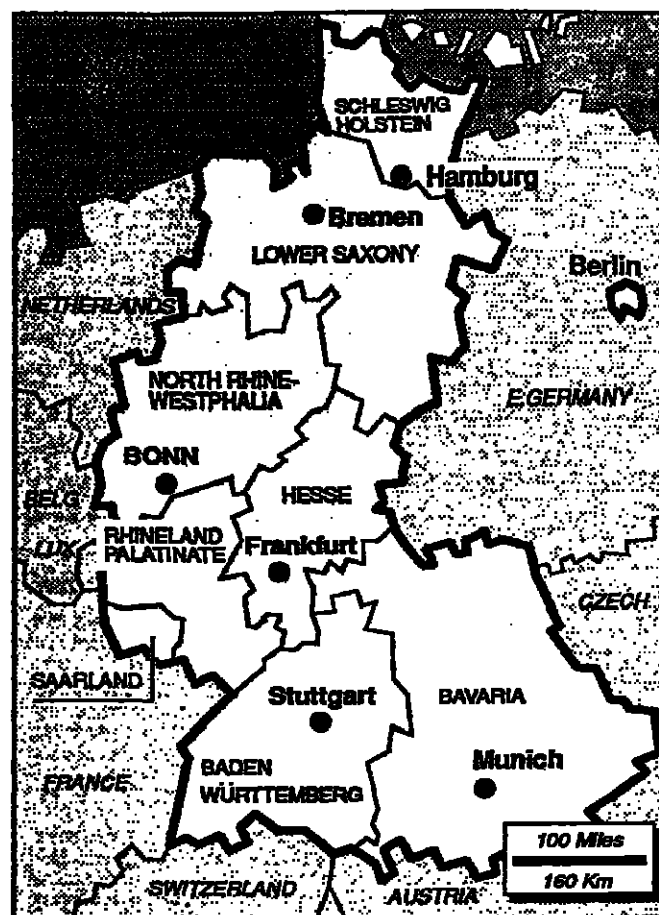 SCHLESWIG
HOLSTEIN
Hamburg
Bremen
LOWER SAXONY
Berlin
NETHERLANDS
NORTH RHINE-
WESTPHALIA
E.GERMANY
BONN
HESSE
BELG
LUX
RHINELAND
PALATINATE
Frankfurt
CZECH
SAARLAND
Stuttgart
BAVARIA
FRANCE
BADEN
WÜRTTEMBERG
Munich
100 Miles
160 Km
SWITZERLAND
AUSTRIA